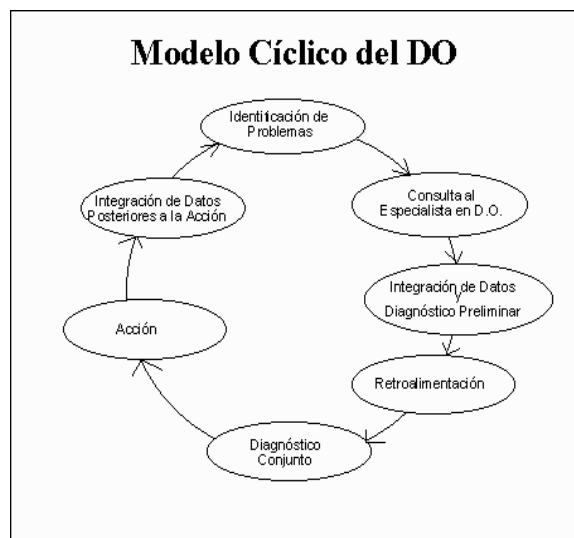 Modelo Cíclico del DO
Identificación de
Problemas
Consulta al
Especialista en D.O.
Integración de Datos
y
Diagnóstico Preliminar
Retroalimentación
Diagnóstico
Conjunto
Acción
Integración de Datos
Posteriores a la Acción